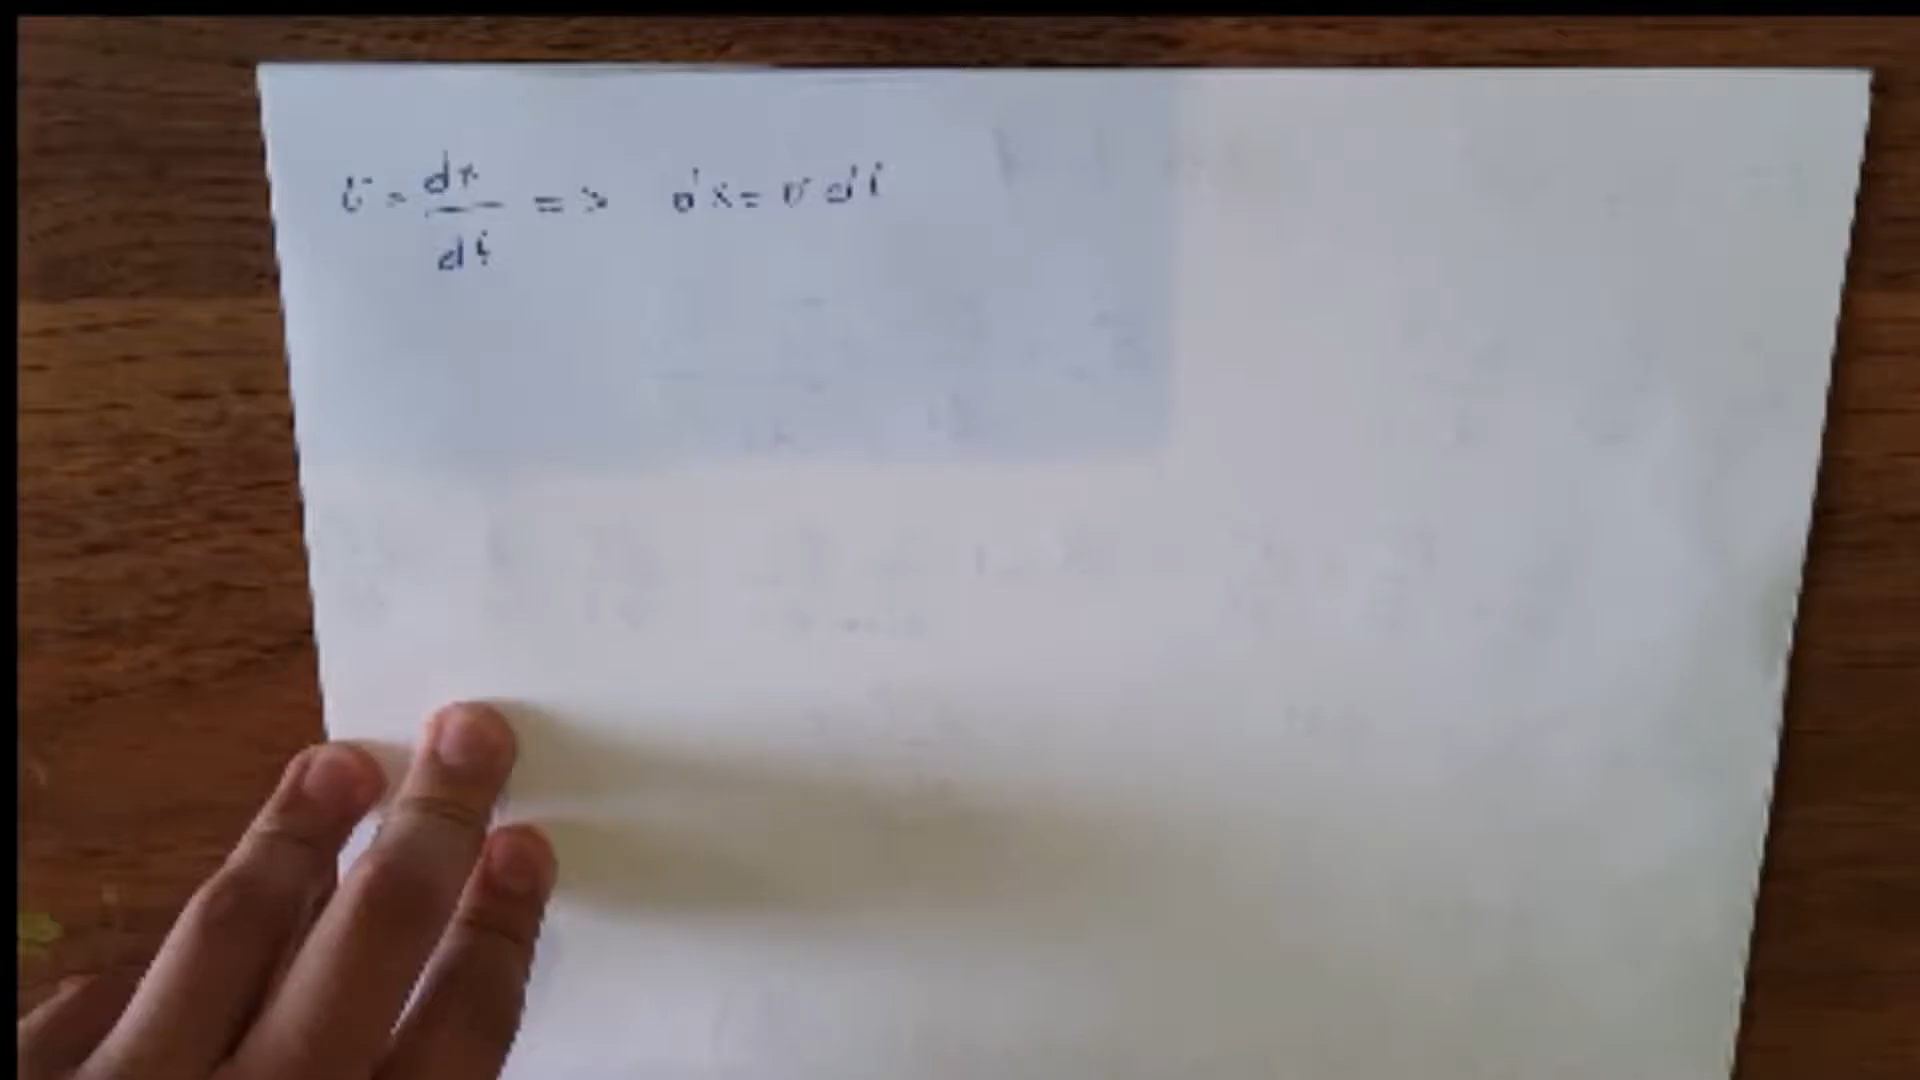 v = dx/dt => dx = v dt